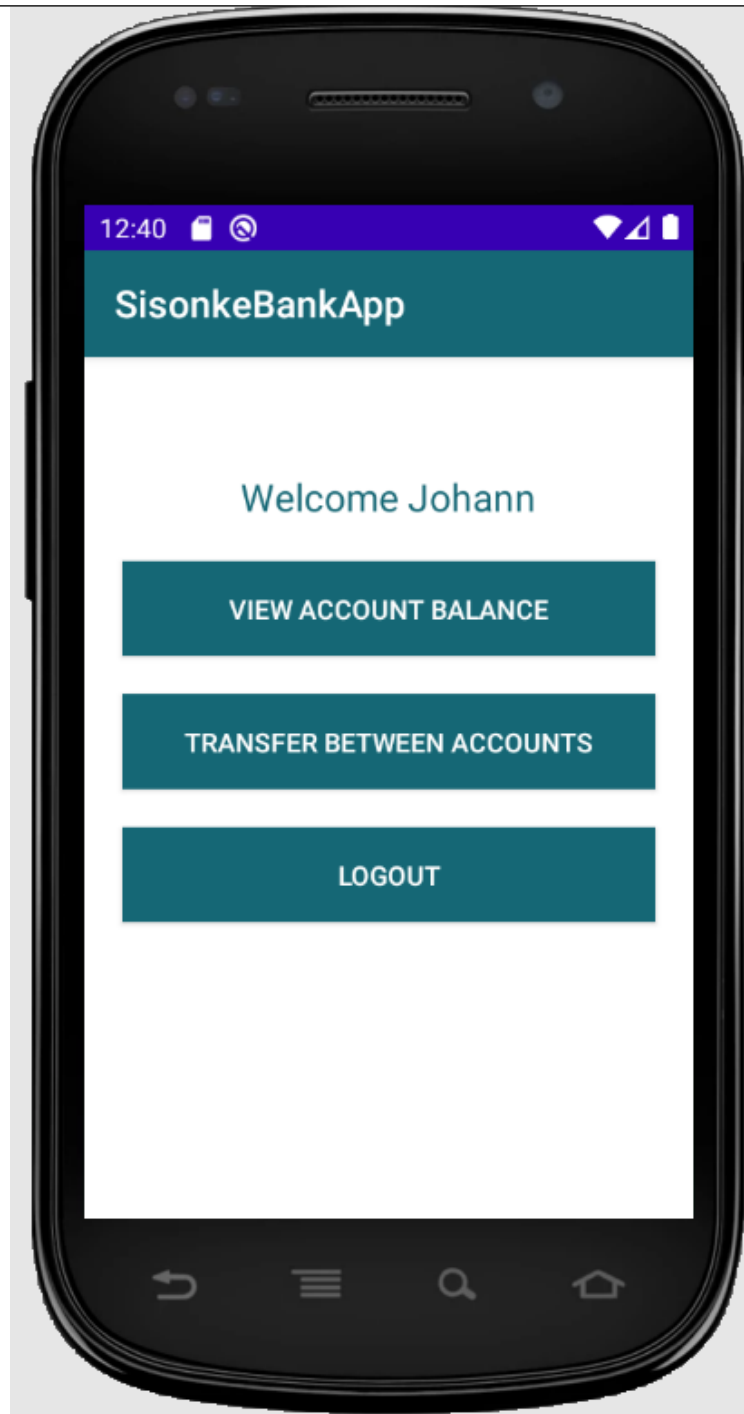 12:40
SisonkeBankApp
Welcome Johann
VIEW ACCOUNT BALANCE
TRANSFER BETWEEN ACCOUNTS
LOGOUT